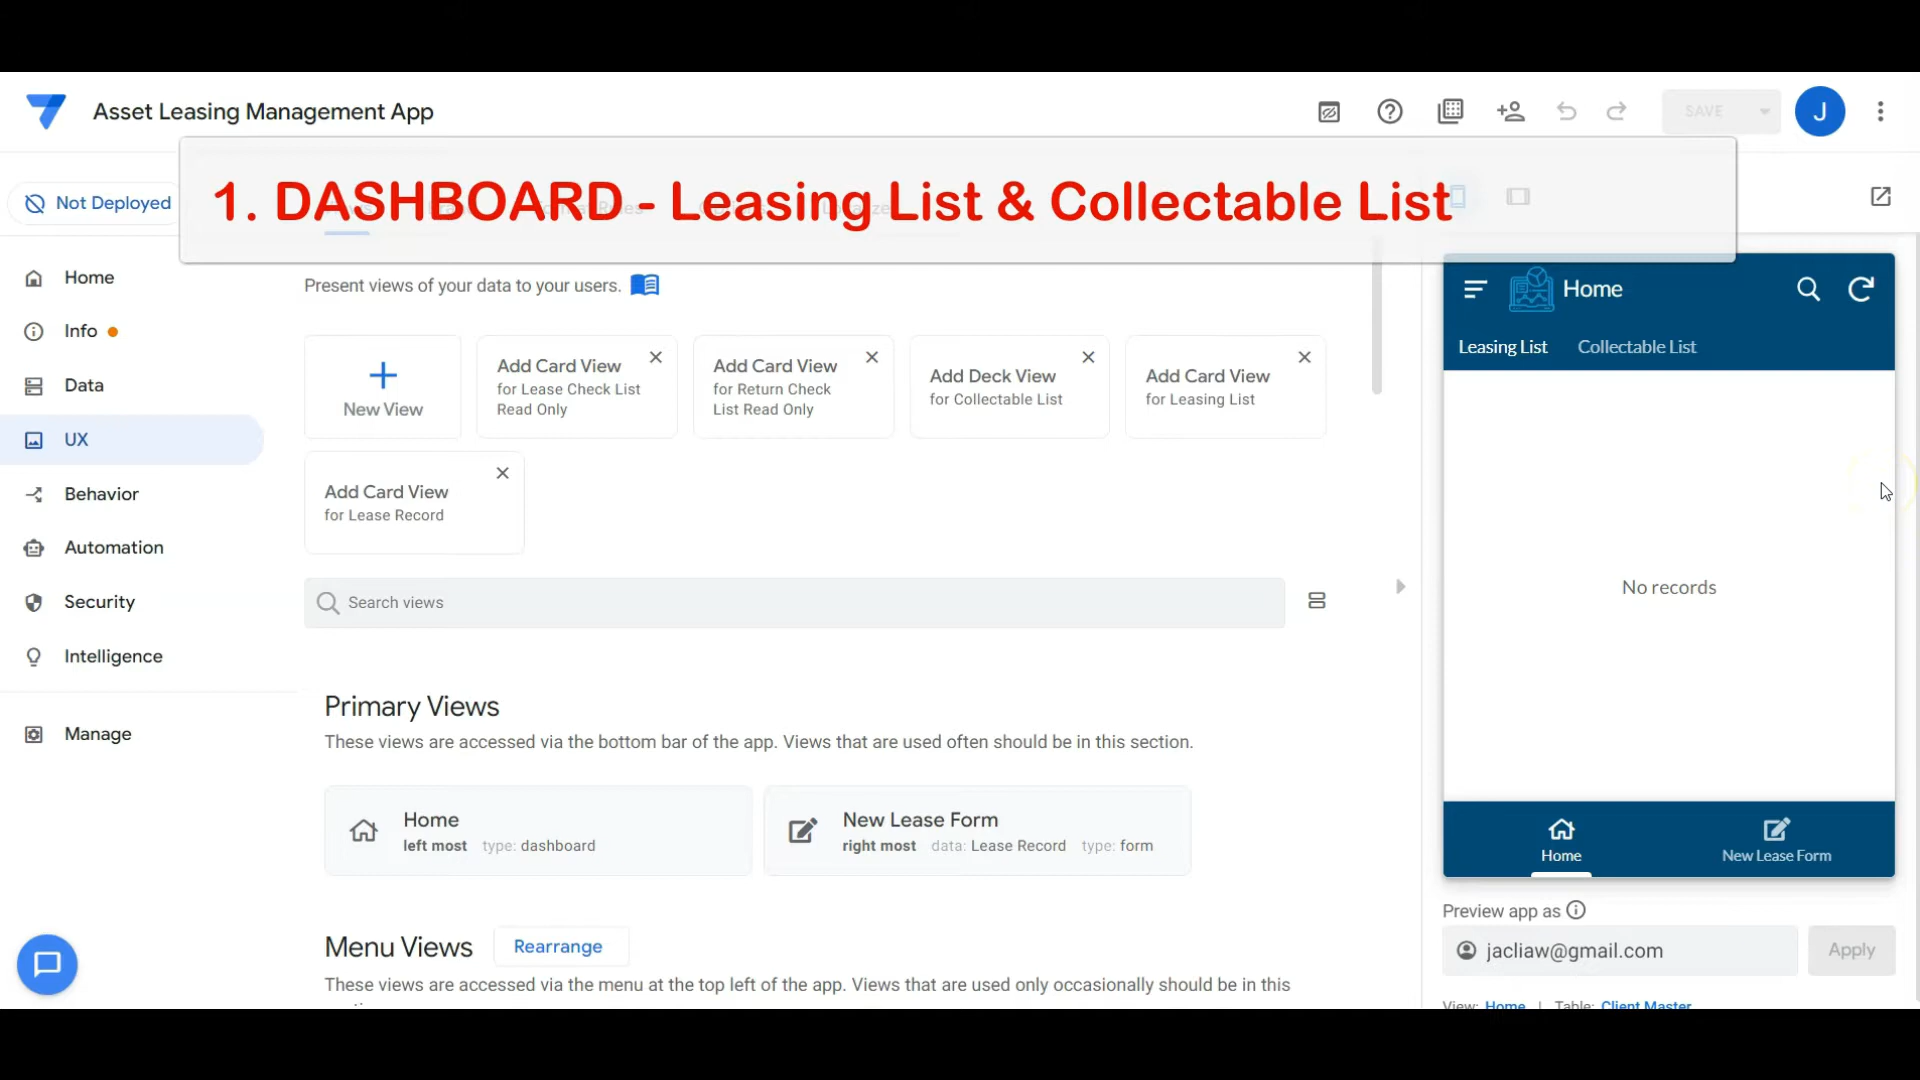 Asset Leasing Management App
SAVE
J
Not Deployed
1. DASHBOARD - Leasing List & Collectable List
Home
Info
Data
UX
Behavior
Automation
Security
Intelligence
Manage
Present views of your data to your users.
New View
Add Card View
for Lease Check List
Read Only
Add Card View
for Return Check
List Read Only
Add Deck View
for Collectable List
Add Card View
for Leasing List
Add Card View
for Lease Record
Search views
Primary Views
These views are accessed via the bottom bar of the app. Views that are used often should be in this section.
Home
left most type: dashboard
New Lease Form
right most data: Lease Record type: form
Menu Views
Rearrange
These views are accessed via the menu at the top left of the app. Views that are used only occasionally should be in this
Home
Leasing List
Collectable List
No records
Home
New Lease Form
Preview app as
jacliaw@gmail.com
Apply
View: Home | Table: Client Master